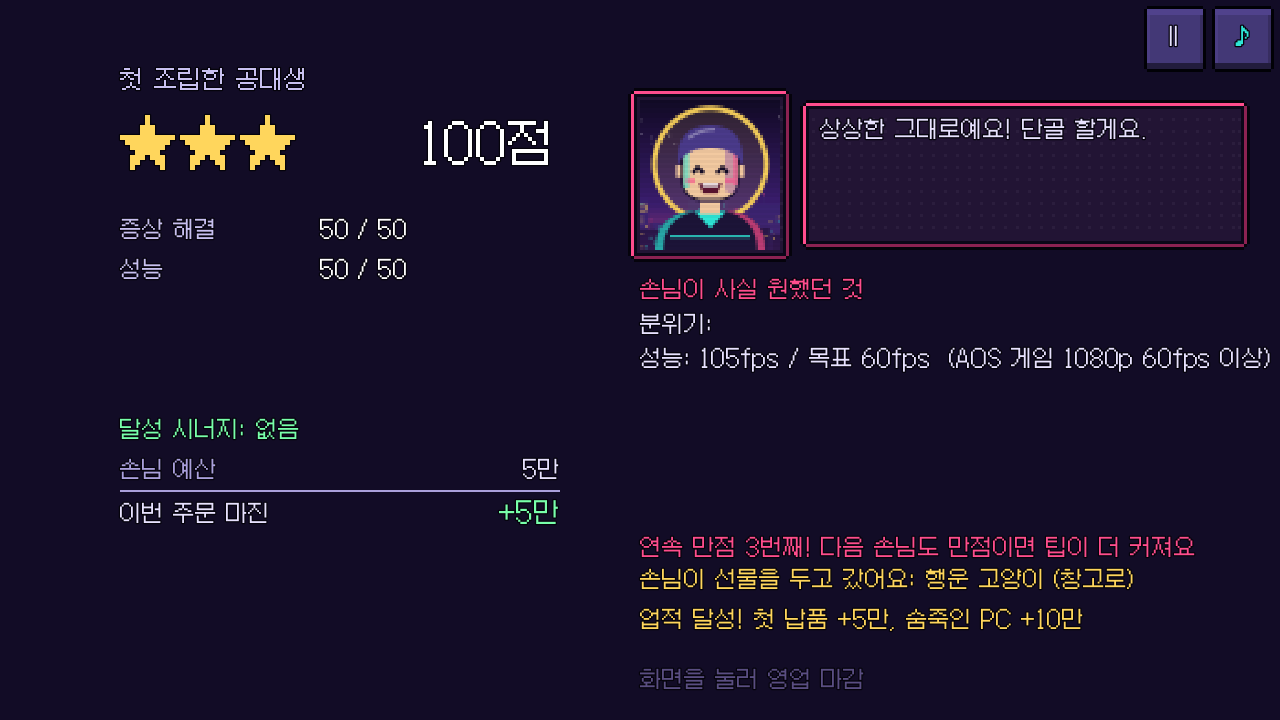 첫 조립한 공대생
100점
증상 해결 50 / 50
성능 50 / 50
달성 시너지: 없음
손님 예산 5만
이번 주문 마진 +5만
상상한 그대로예요! 단골 할게요.
손님이 사실 원했던 것
분위기:
성능: 105fps / 목표 60fps (AOS 게임 1080p 60fps 이상)
연속 만점 3번째! 다음 손님도 만점이면 팁이 더 커져요
손님이 선물을 두고 갔어요: 행운 고양이 (창고로)
업적 달성! 첫 납품 +5만, 숨죽인 PC +10만
화면을 눌러 영업 마감